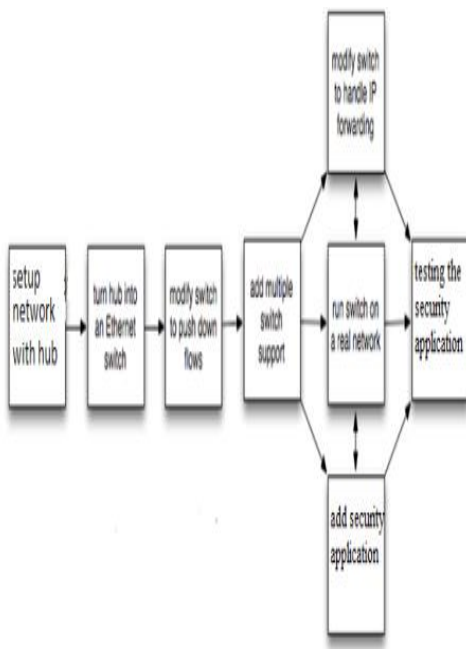 setup
network
with hub
turn hub into
an Ethernet
switch
modify switch
to push down
flows
add multiple
switch
support
modify switch
to handle IP
forwarding
run switch on
a real network
add security
application
testing the
security
application